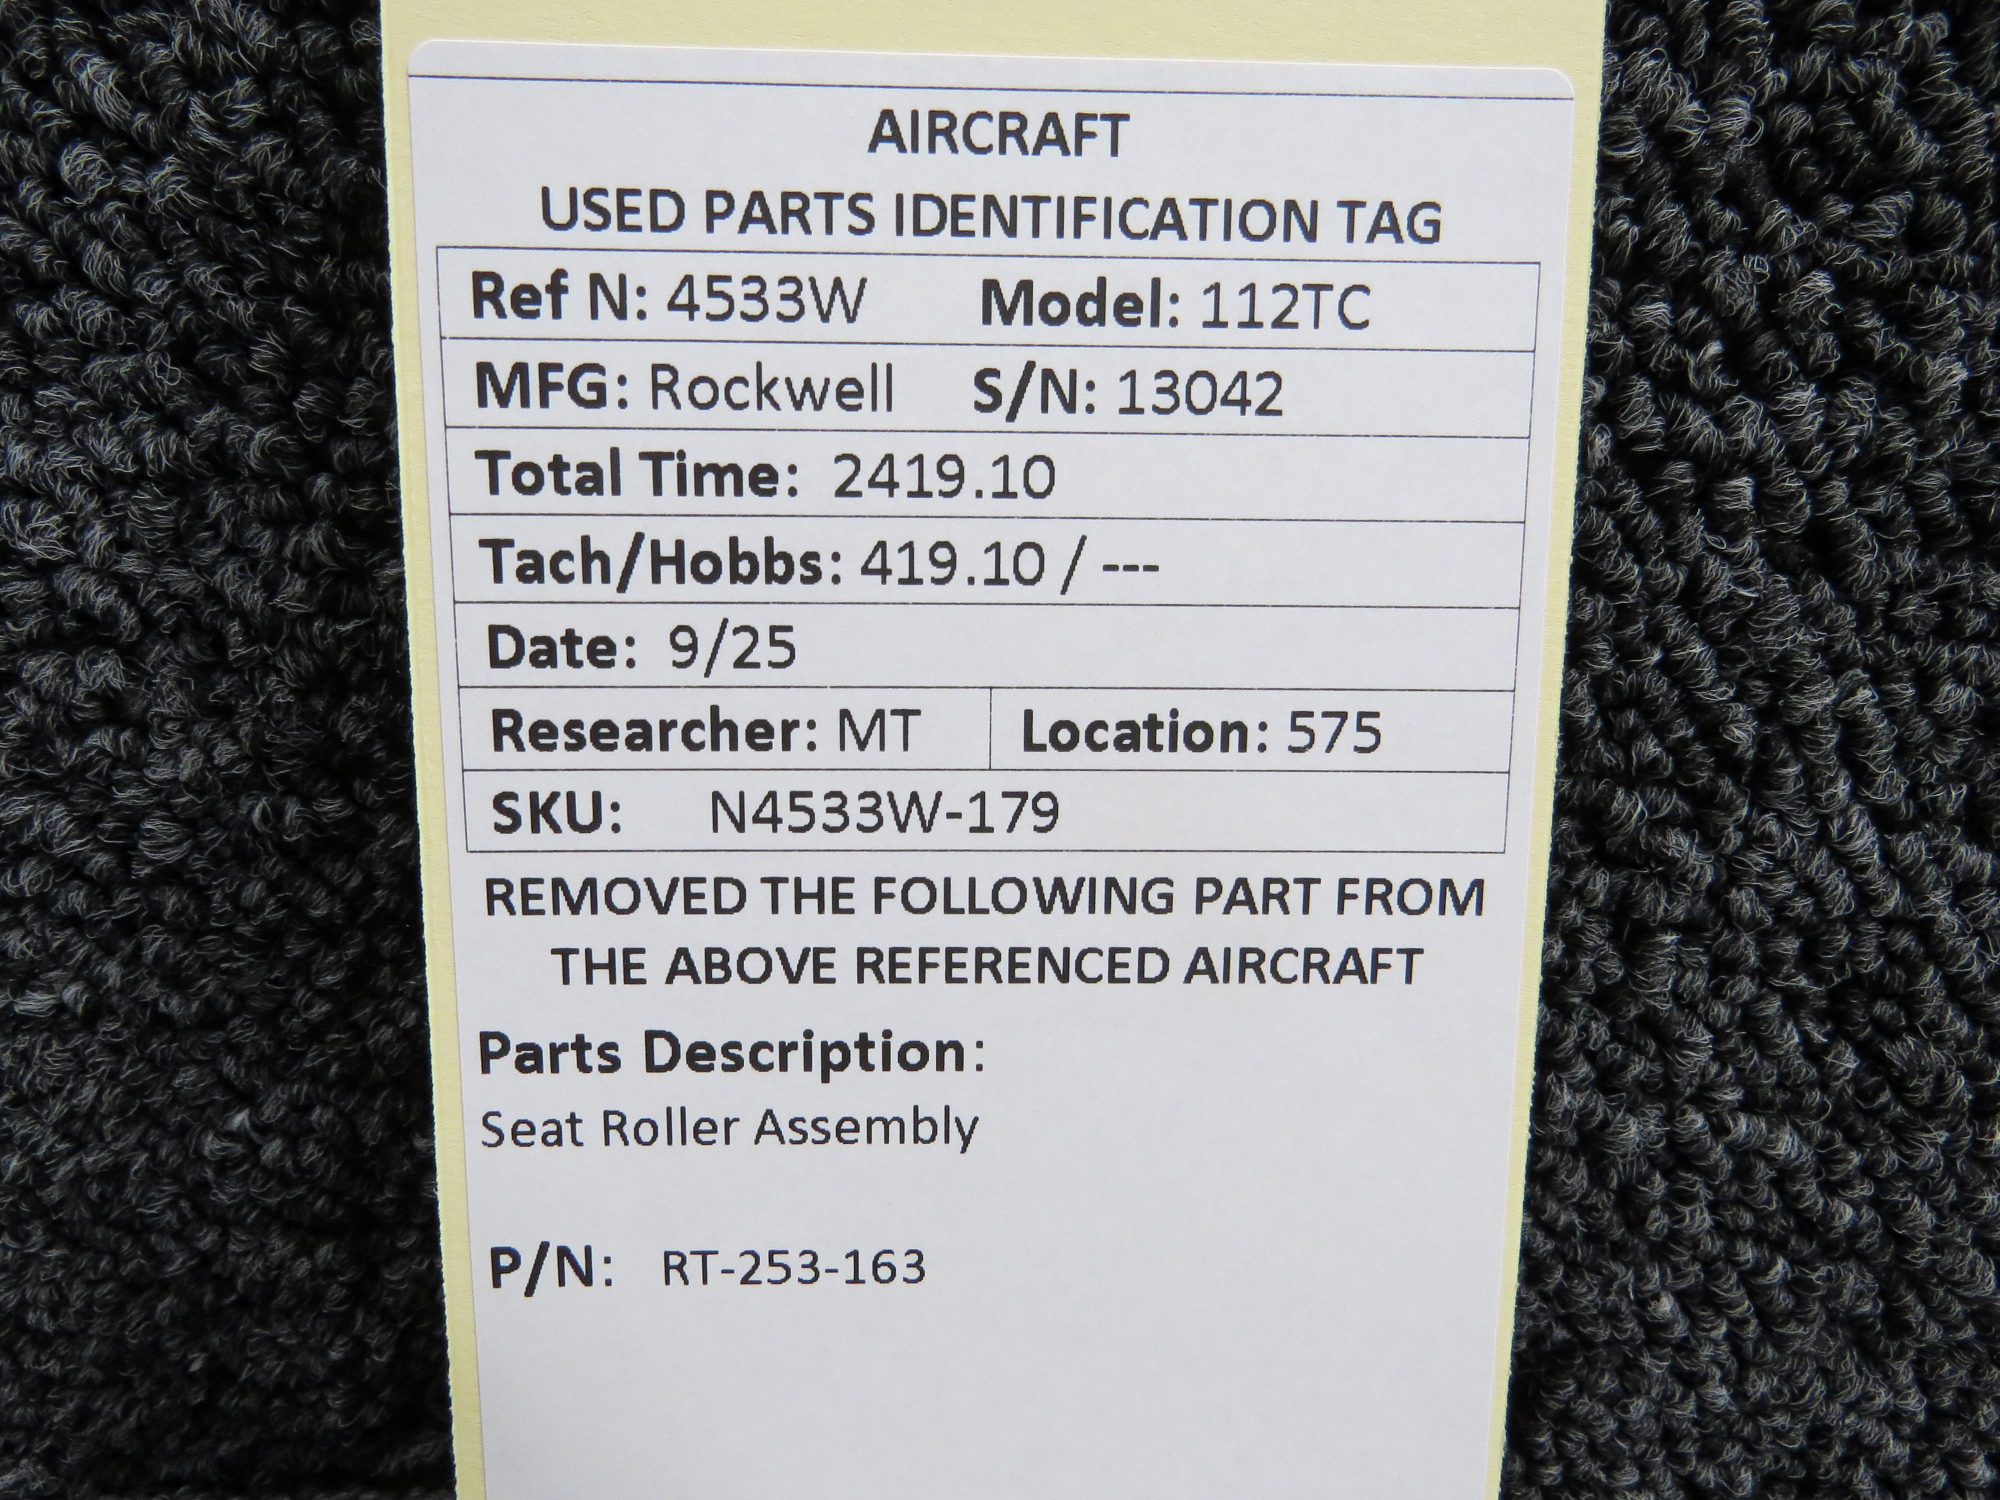 AIRCRAFT
USED PARTS IDENTIFICATION TAG
Ref N: 4533W Model: 112TC
MFG: Rockwell S/N: 13042
Total Time: 2419.10
Tach/Hobbs: 419.10 / ---
Date: 9/25
Researcher: MT Location: 575
SKU: N4533W-179
REMOVED THE FOLLOWING PART FROM
THE ABOVE REFERENCED AIRCRAFT
Parts Description:
Seat Roller Assembly
P/N: RT-253-163